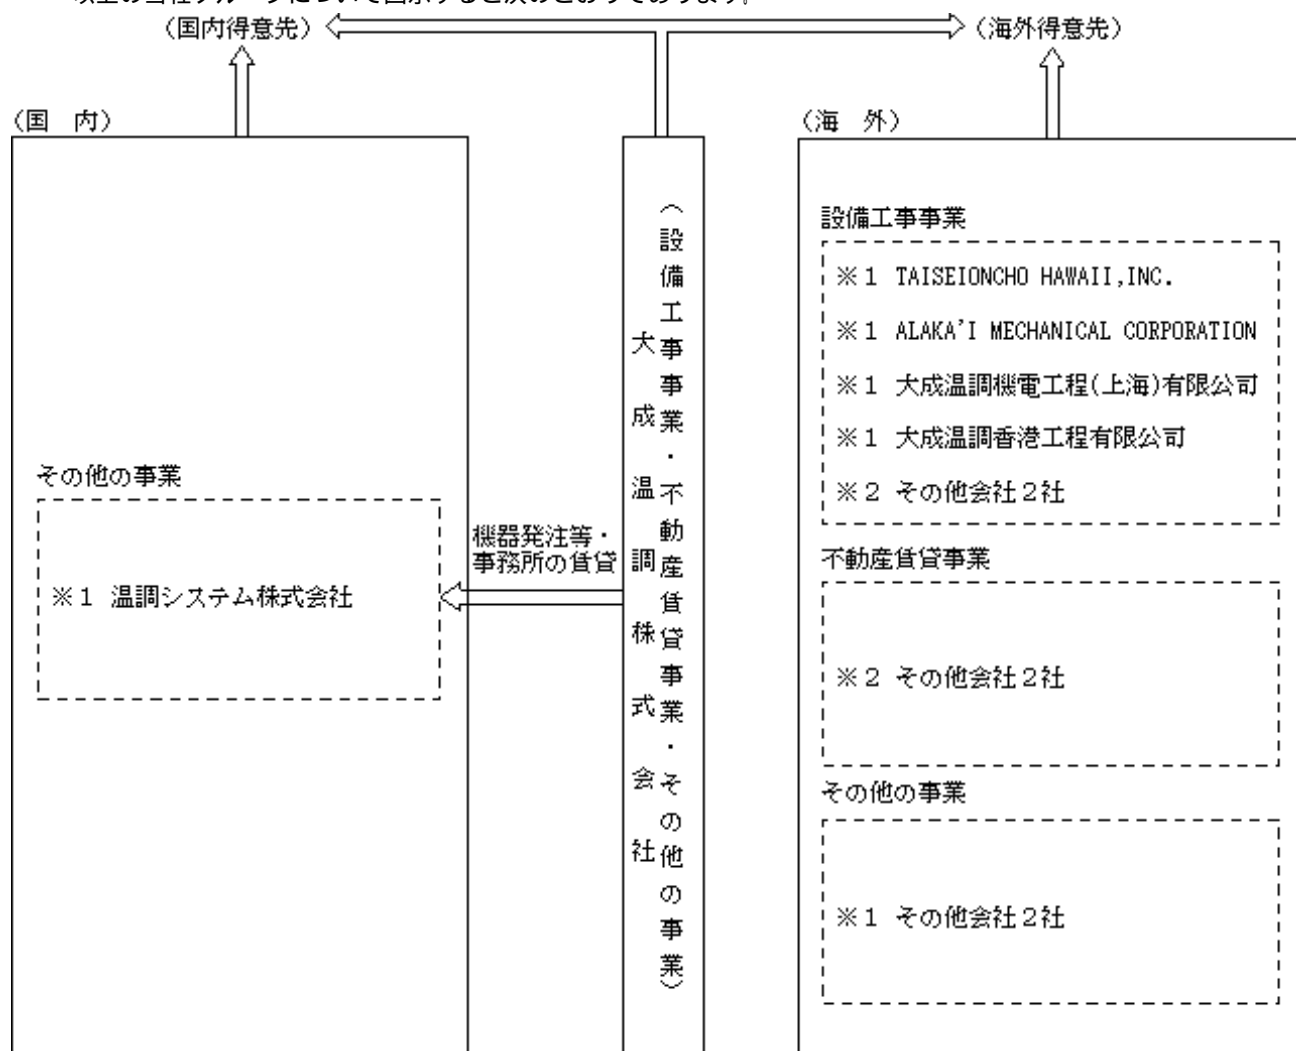 以上の当社グループについて図示すると次のとおりであります。
(国内得意先)
(海外得意先)
(国 内)
(海 外)
その他の事業
※1 温調システム株式会社
機器発注等・
事務所の賃貸
大成温調株式会社
(設備工事事業・不動産賃貸事業・その他の事業)
設備工事事業
※1 TAISEIONCHO HAWAII,INC.
※1 ALAKA'I MECHANICAL CORPORATION
※1 大成温調機電工程(上海)有限公司
※1 大成温調香港工程有限公司
※2 その他会社2社
不動産賃貸事業
※2 その他会社2社
その他の事業
※1 その他会社2社